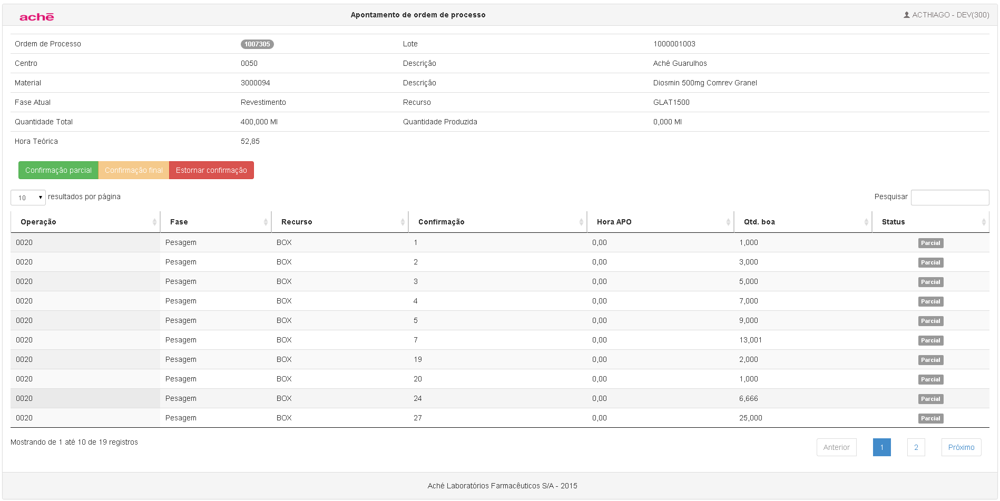 aché Apontamento de ordem de processo ACTHIAGO - DEV(300)
Ordem de Processo 1007305 Lote 1000001003
Centro 0050 Descrição Aché Guarulhos
Material 3000094 Descrição Diosmin 500mg Comrev Granel
Fase Atual Revestimento Recurso GLAT1500
Quantidade Total 400,000 MI Quantidade Produzida 0,000 MI
Hora Teórica 52,85
Confirmação parcial Confirmação final Estornar confirmação
10 resultados por página Pesquisar
Operação Fase Recurso Confirmação Hora APO Qtd. boa Status
0020 Pesagem BOX 1 0,00 1,000 Parcial
0020 Pesagem BOX 2 0,00 3,000 Parcial
0020 Pesagem BOX 3 0,00 5,000 Parcial
0020 Pesagem BOX 4 0,00 7,000 Parcial
0020 Pesagem BOX 5 0,00 9,000 Parcial
0020 Pesagem BOX 7 0,00 13,001 Parcial
0020 Pesagem BOX 19 0,00 2,000 Parcial
0020 Pesagem BOX 20 0,00 1,000 Parcial
0020 Pesagem BOX 24 0,00 6,666 Parcial
0020 Pesagem BOX 27 0,00 25,000 Parcial
Mostrando de 1 até 10 de 19 registros Anterior 1 2 Próximo
Aché Laboratórios Farmacêuticos S/A - 2015